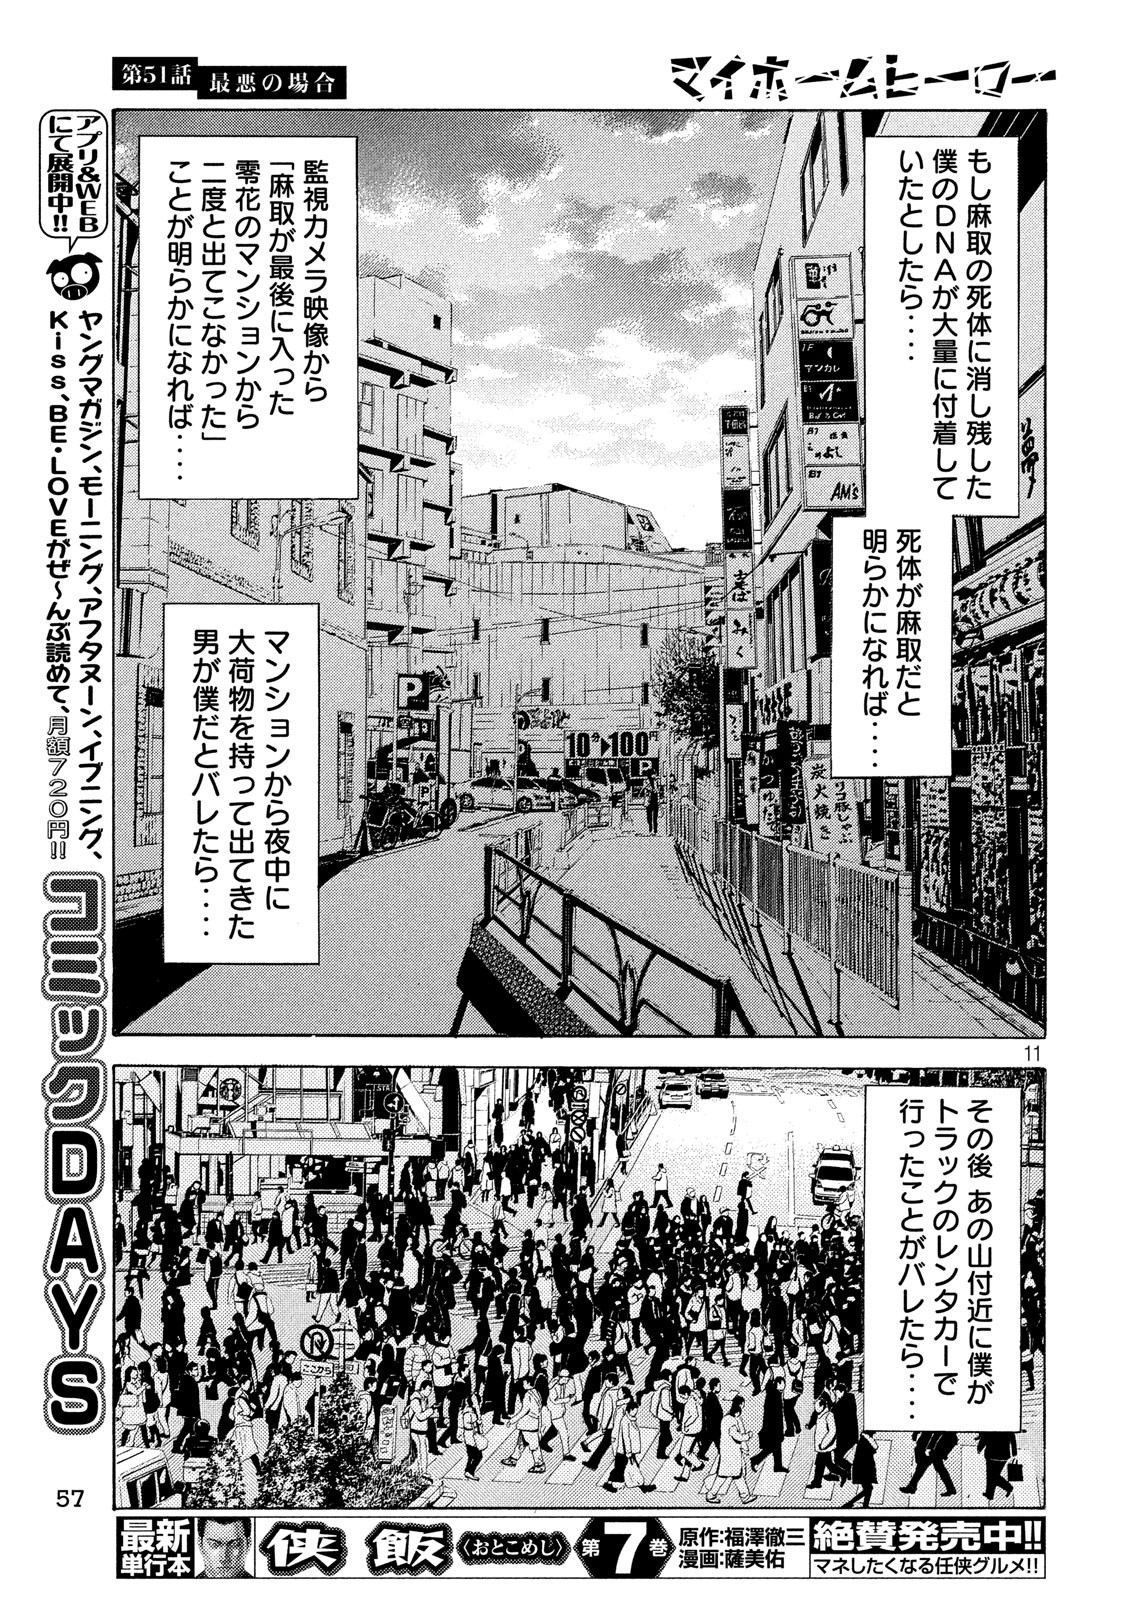 第51話
最悪の場合
マイホームヒーロー
もし麻取の死体に消し残した
僕のDNAが大量に付着して
いたとしたら・・・・
死体が麻取だと
明らかになれば・・・・
監視カメラ映像から
「麻取が最後に入った
零花のマンションから
二度と出てこなかった」
ことが明らかになれば・・・・
マンションから夜中に
大荷物を持って出てきた
男が僕だとバレたら・・・・
1F
B1
B1
B1
AM's
P
10分▶100円
P
P
炭火焼き
11
その後 あの山付近に僕が
トラックのレンタカーで
行ったことがバレたら・・・・
ここから
アプリ&WEB
にて展開中!!
ヤングマガジン、モーニング、アフタヌーン、イブニング、
Kiss、BE・LOVEがぜ〜んぶ読めて、月額720円!!
コミックDAYS
57
最新
単行本
侠飯
〈おとこめし〉
第7巻
原作:福澤徹三
漫画:薩美佑
絶賛発売中!!
マネしたくなる任侠グルメ!!